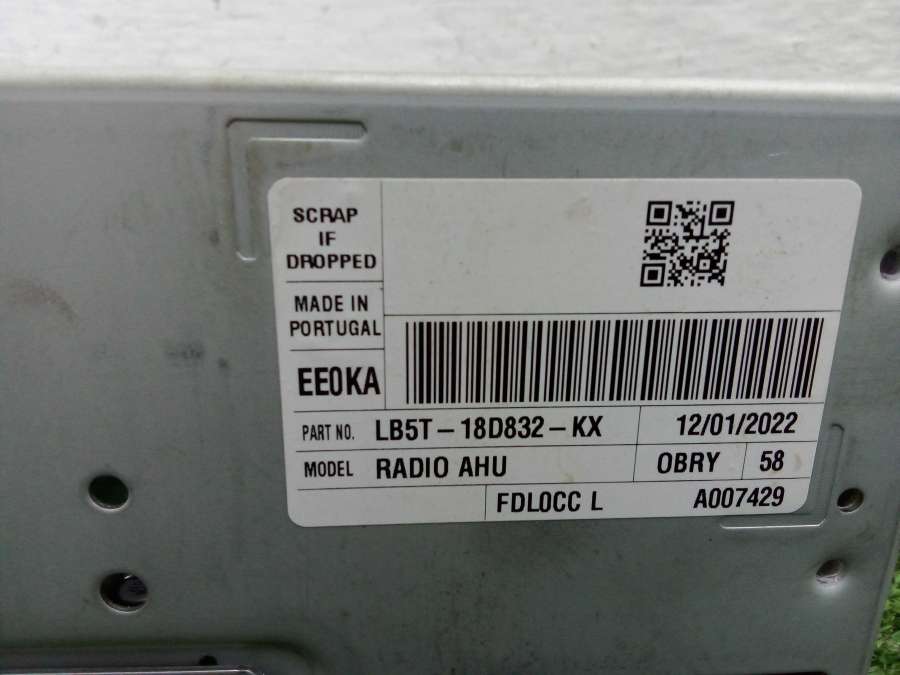 SCRAP
IF
DROPPED
MADE IN
PORTUGAL
EE0KA
PART NO. LB5T-18D832-KX 12/01/2022
MODEL RADIO AHU OBRY 58
FDL0CC L A007429